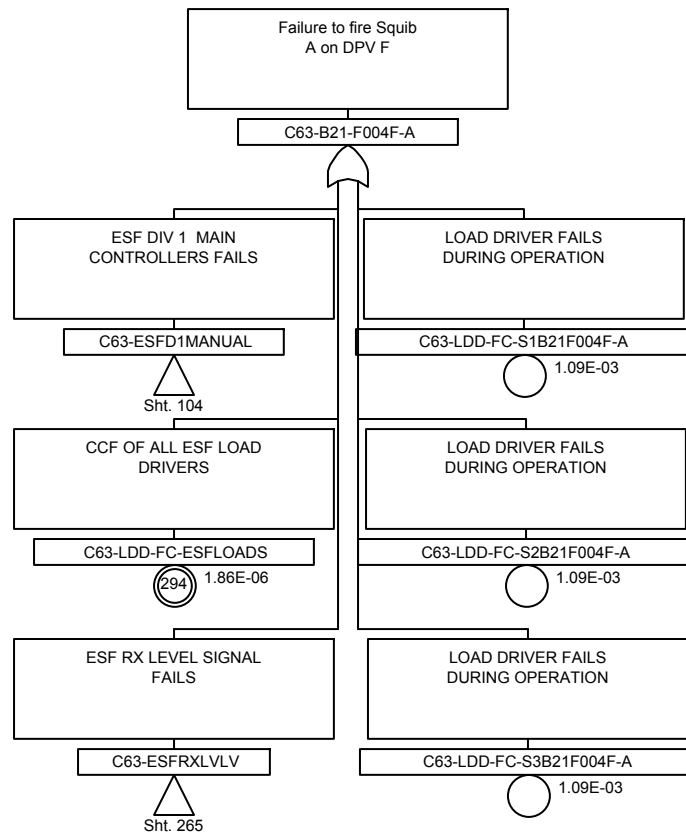 Failure to fire Squib
A on DPV F
C63-B21-F004F-A
ESF DIV 1 MAIN
CONTROLLERS FAILS
C63-ESFD1MANUAL
Sht. 104
LOAD DRIVER FAILS
DURING OPERATION
C63-LDD-FC-S1B21F004F-A
1.09E-03
CCF OF ALL ESF LOAD
DRIVERS
C63-LDD-FC-ESFLOADS
294
1.86E-06
LOAD DRIVER FAILS
DURING OPERATION
C63-LDD-FC-S2B21F004F-A
1.09E-03
ESF RX LEVEL SIGNAL
FAILS
C63-ESFRXLVLV
Sht. 265
LOAD DRIVER FAILS
DURING OPERATION
C63-LDD-FC-S3B21F004F-A
1.09E-03